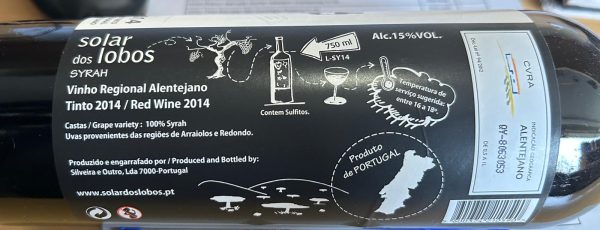 solar
dos lobos
SYRAH
Vinho Regional Alentejano
Tinto 2014 / Red Wine 2014
Castas / Grape variety : 100% Syrah
Uvas provenientes das regiões de Arraiolos e Redondo.
Produzido e engarrafado por / Produced and Bottled by:
Silveira e Outro, Lda 7000-Portugal
www.solardoslobos.pt
750 ml
L-SY14
Contem Sulfitos.
Alc.15%VOL.
Temperatura de
serviço sugerida:
entre 16 a 18º.
Produto
de PORTUGAL
CVRA
INDICAÇÃO GEOGRÁFICA
ALENTEJANO